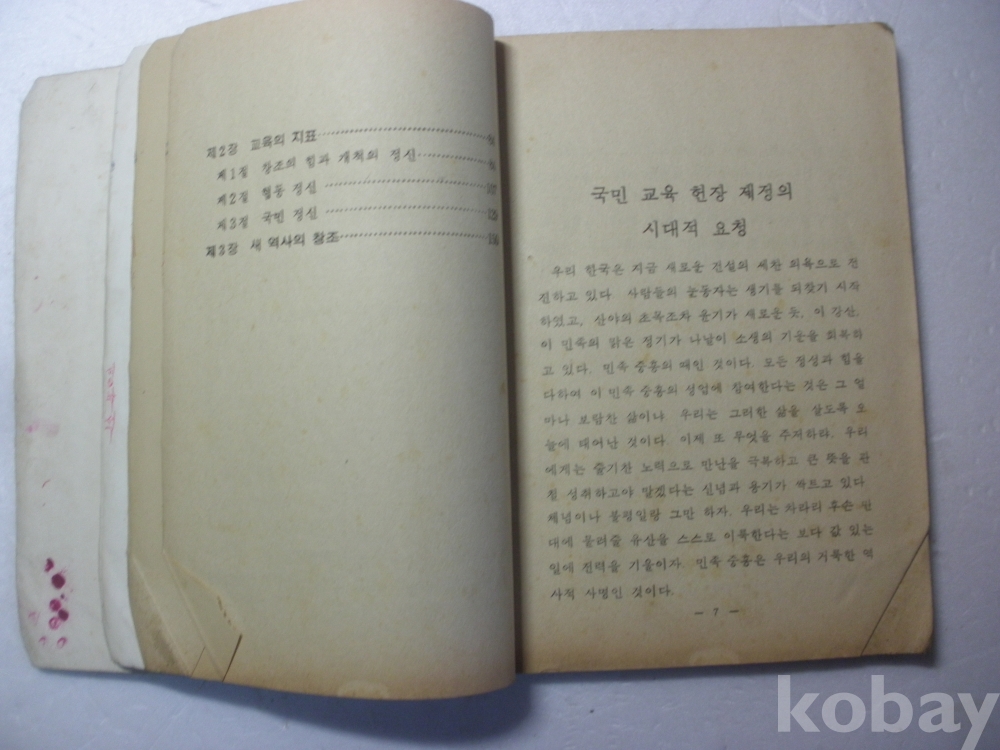 제2장 교육의 지표
제1절 창조의 힘과 개척의 정신
제2절 협동 정신
제3절 국민 정신
제3장 새 역사의 창조
국민 교육 헌장 제정의
시대적 요청
우리 한국은 지금 새로운 건설의 세찬 의욕으로 전
진하고 있다 사람들의 눈동자는 생기를 되찾기 시작
하였고, 산야의 초목조차 윤기가 새로운 듯, 이 강산,
이 민족의 맑은 정기가 나날이 소생의 기운을 회복하
고 있다. 민족 중흥의 때인 것이다. 모든 정성과 힘을
다하여 이 민족 중흥의 성업에 참여한다는 것은 그 얼
마나 보람찬 삶이냐 우리는 그러한 삶을 살도록 오
늘에 태어난 것이다. 이제 또 무엇을 주저하랴. 우리
에게는 줄기찬 노력으로 만난을 극복하고 큰 뜻을 관
철 성취하고야 말겠다는 신념과 용기가 싹트고 있다
체념이나 불평일랑 그만 하자. 우리는 차라리 후손 만
대에 물려줄 유산을 스스로 이룩한다는 보다 값 있는
일에 전력을 기울이자. 민족 중흥은 우리의 거룩한 역
사적 사명인 것이다.
— 7 —
kobay